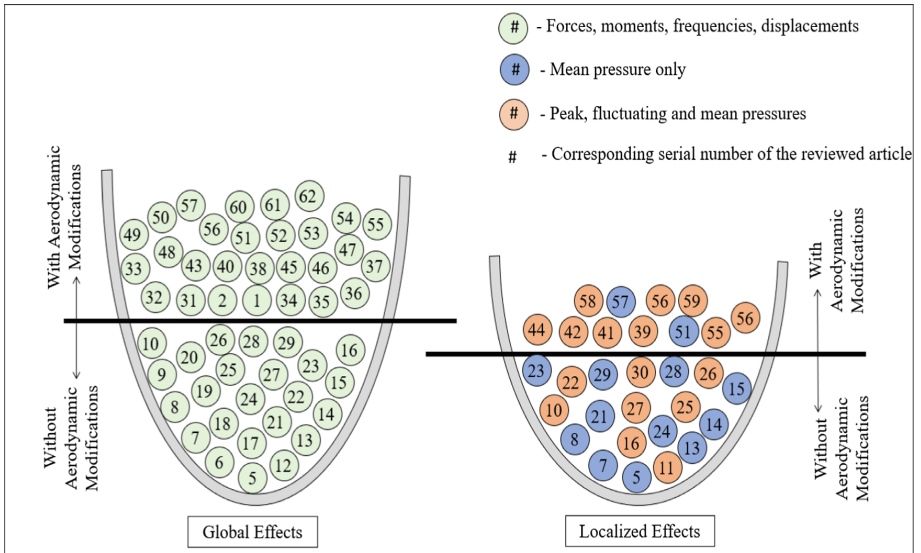 # - Forces, moments, frequencies, displacements
# - Mean pressure only
# - Peak, fluctuating and mean pressures
# - Corresponding serial number of the reviewed article
With Aerodynamic
Modifications
Without
Aerodynamic
Modifications
62
57 60 61
50 54 55
49 56 51 52 53
48 47
33 43 40 38 45 46 37
32 31 2 1 34 35 36
10 26 28 29 16
20 23
9 25 27 15
19 24 22
8 14
18 21
7 17 13
6 12
5
Global Effects
58 57 56 59
56
44 42 41 39 51 55
23 29 30 28 26
22 15
10 21 27 25
24 14
8 16 13
7 11
5
Localized Effects
With
Aerodynamic
Modifications
Without
Aerodynamic
Modifications